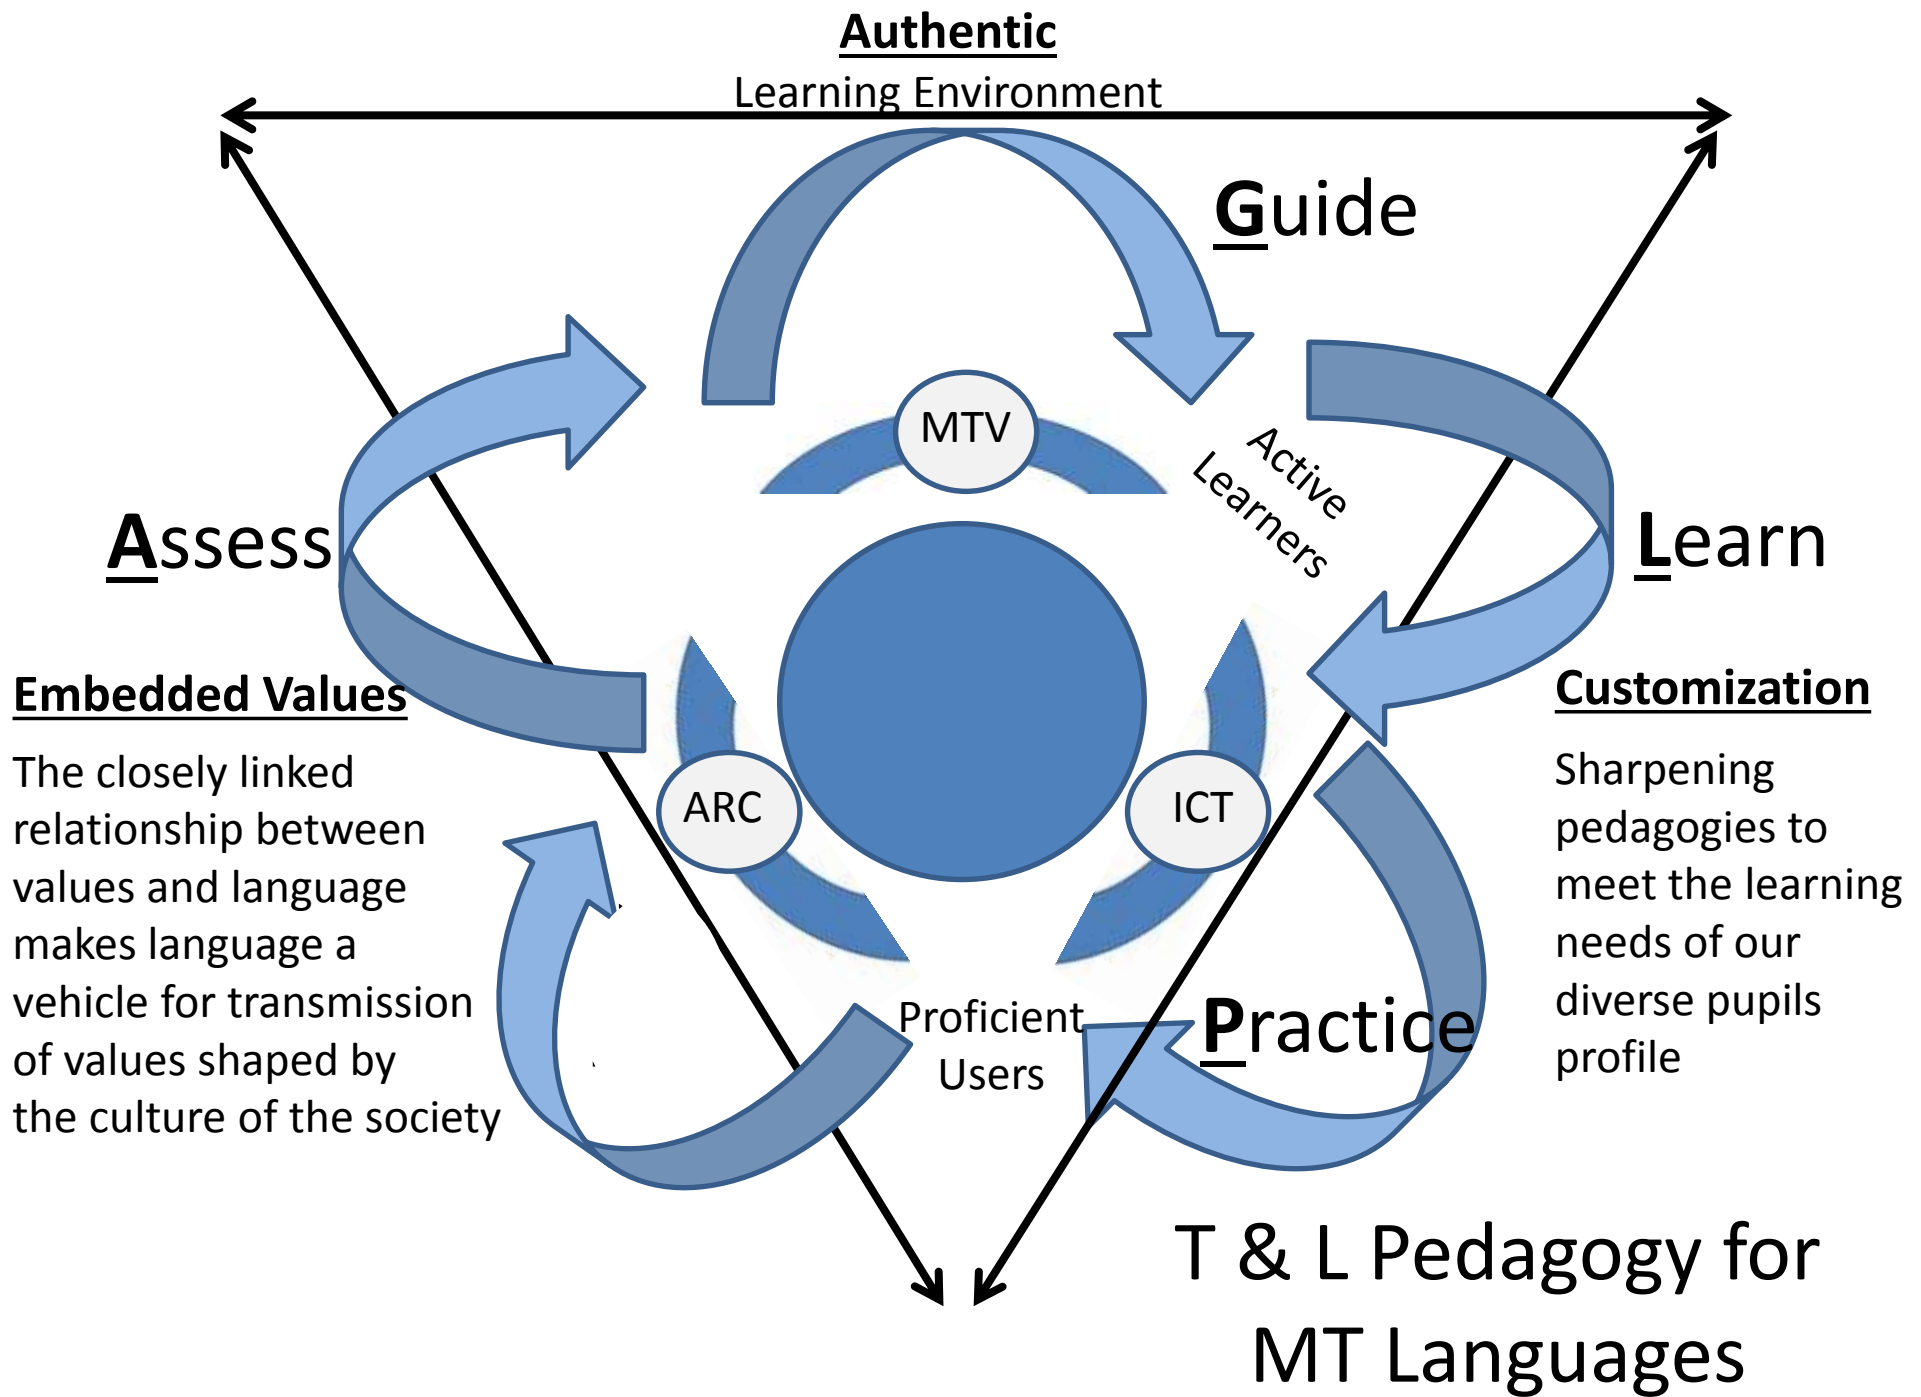 Authentic
Learning Environment
Guide
MTV
Active
Learners
Assess
Learn
Embedded Values
The closely linked
relationship between
values and language
makes language a
vehicle for transmission
of values shaped by
the culture of the society
ARC
ICT
Customization
Sharpening
pedagogies to
meet the learning
needs of our
diverse pupils
profile
Proficient
Users
Practice
T & L Pedagogy for
MT Languages